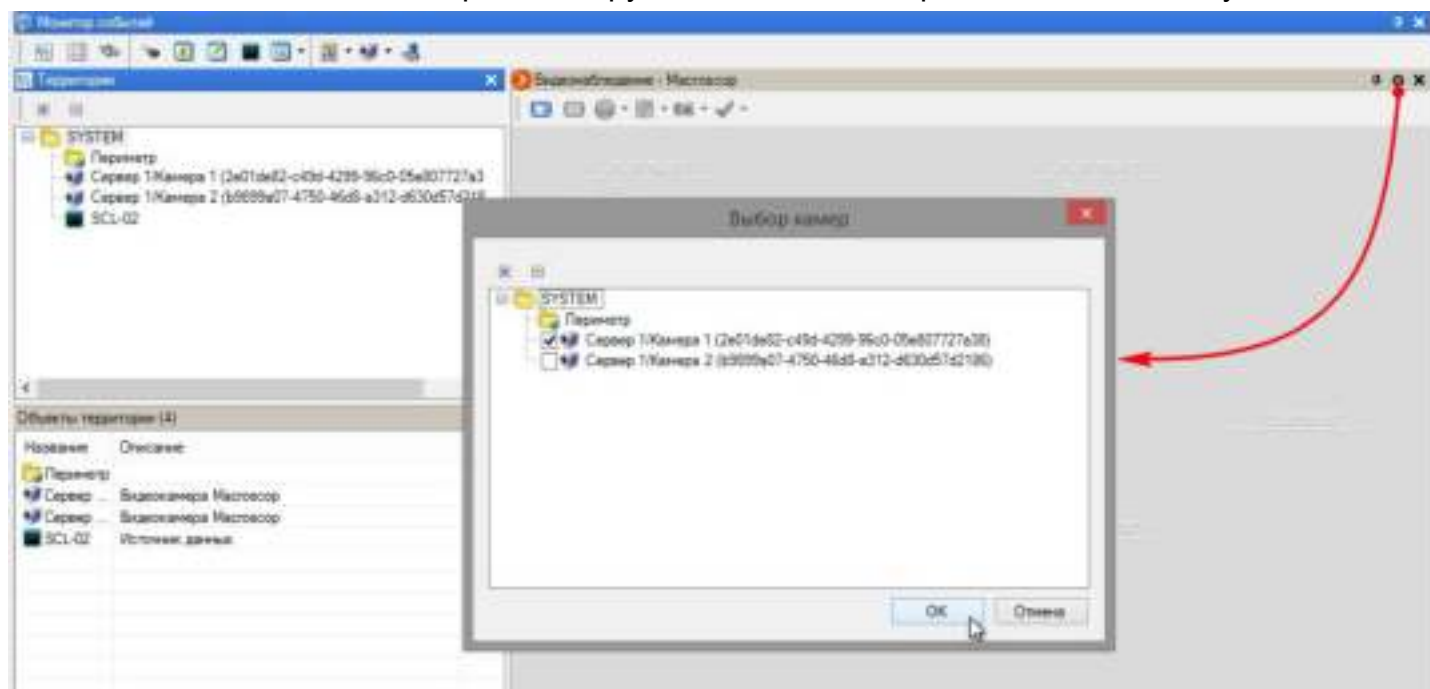 Монитор событий
Территории
Видеонаблюдение - Macroscop
SYSTEM
Периметр
Сервер 1/Камера 1 (2e01de82-c49d-4299-96c0-05e807727a3
Сервер 1/Камера 2 (b9899a07-4750-46d8-a312-d630d57d218
SCL-02
Выбор камер
SYSTEM
Периметр
Сервер 1/Камера 1 (2e01de82-c49d-4299-96c0-05e807727a38)
Сервер 1/Камера 2 (b9899a07-4750-46d8-a312-d630d57d2186)
Объекты территории (4)
Название Описание
Периметр
Сервер ... Видеокамера Macroscop
Сервер ... Видеокамера Macroscop
SCL-02 Источник данных
OK Отмена